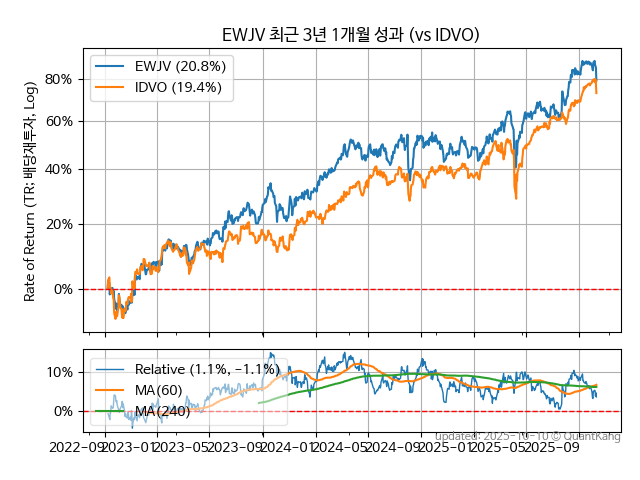 EWJV 최근 3년 1개월 성과 (vs IDVO)
EWJV (20.8%)
IDVO (19.4%)
80%
60%
40%
20%
0%
Rate of Return (TR: 배당재투자, Log)
Relative (1.1%, -1.1%)
MA(60)
MA(240)
10%
0%
2022-09 2023-01 2023-05 2023-09 2024-01 2024-05 2024-09 2025-01 2025-05 2025-09
updated: 2025-10-10 © QuantKang